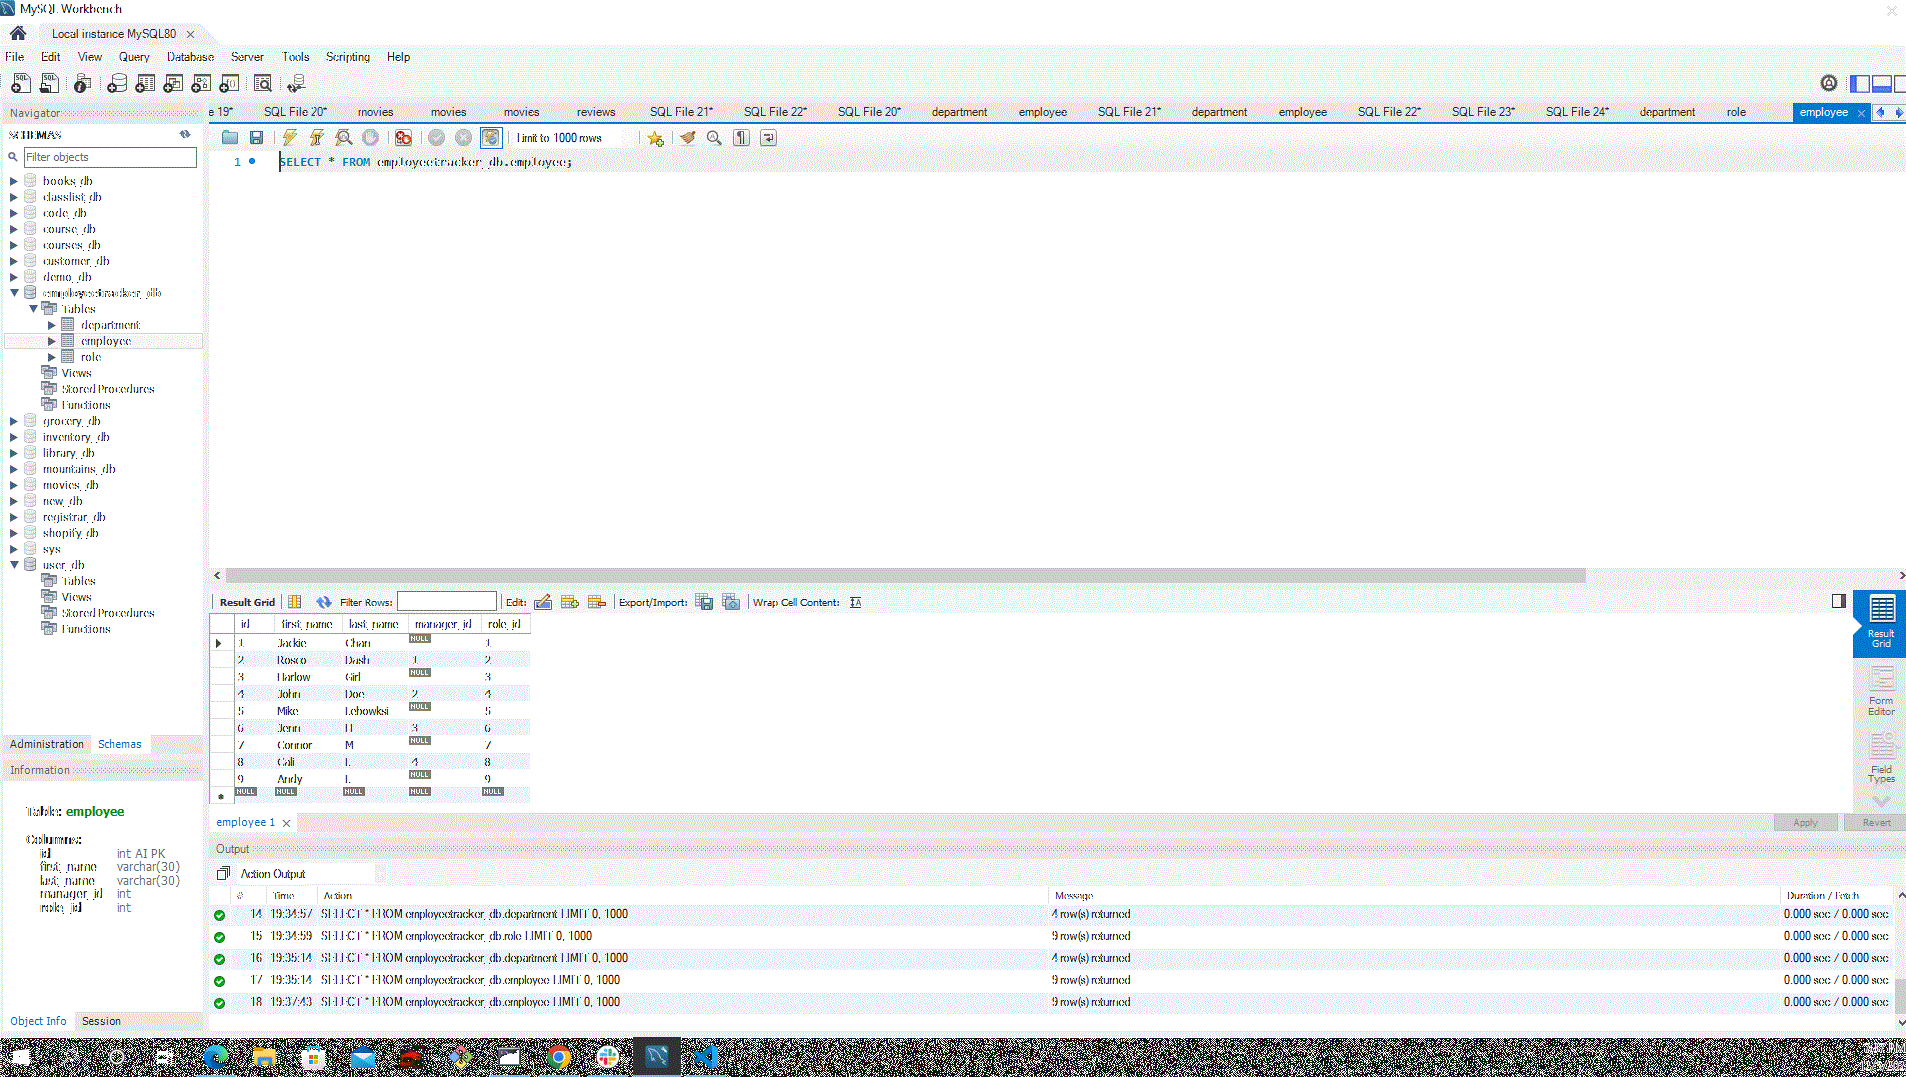 MySQL Workbench
Local instance MySQL80
File Edit View Query Database Server Tools Scripting Help
Navigator
SCHEMAS
Filter objects
books_db
classlist_db
code_db
course_db
courses_db
customer_db
demo_db
employeetracker_db
Tables
department
employee
role
Views
Stored Procedures
Functions
grocery_db
inventory_db
library_db
mountains_db
movies_db
new_db
registrar_db
shopify_db
sys
user_db
Tables
Views
Stored Procedures
Functions
Administration Schemas
Information
Table: employee
Columns:
id int AI PK
first_name varchar(30)
last_name varchar(30)
manager_id int
role_id int
Object Info Session
e 19* SQL File 20* movies movies movies reviews SQL File 21* SQL File 22* SQL File 20* department employee SQL File 21* department employee SQL File 22* SQL File 23* SQL File 24* department role employee
Limit to 1000 rows
1 SELECT * FROM employeetracker_db.employee;
Result Grid Filter Rows: Edit: Export/Import: Wrap Cell Content:
id first_name last_name manager_id role_id
1 Jackie Chan NULL 1
2 Rosco Dash 1 2
3 Harlow Girl NULL 3
4 John Doe 2 4
5 Mike Lebowksi NULL 5
6 Jenn H 3 6
7 Connor M NULL 7
8 Cali L 4 8
9 Andy L NULL 9
NULL NULL NULL NULL NULL
Result Grid
Form Editor
Field Types
employee 1
Apply Revert
Output
Action Output
# Time Action Message Duration / Fetch
14 19:34:57 SELECT * FROM employeetracker_db.department LIMIT 0, 1000 4 row(s) returned 0.000 sec / 0.000 sec
15 19:34:59 SELECT * FROM employeetracker_db.role LIMIT 0, 1000 9 row(s) returned 0.000 sec / 0.000 sec
16 19:35:14 SELECT * FROM employeetracker_db.department LIMIT 0, 1000 4 row(s) returned 0.000 sec / 0.000 sec
17 19:35:14 SELECT * FROM employeetracker_db.employee LIMIT 0, 1000 9 row(s) returned 0.000 sec / 0.000 sec
18 19:37:43 SELECT * FROM employeetracker_db.employee LIMIT 0, 1000 9 row(s) returned 0.000 sec / 0.000 sec